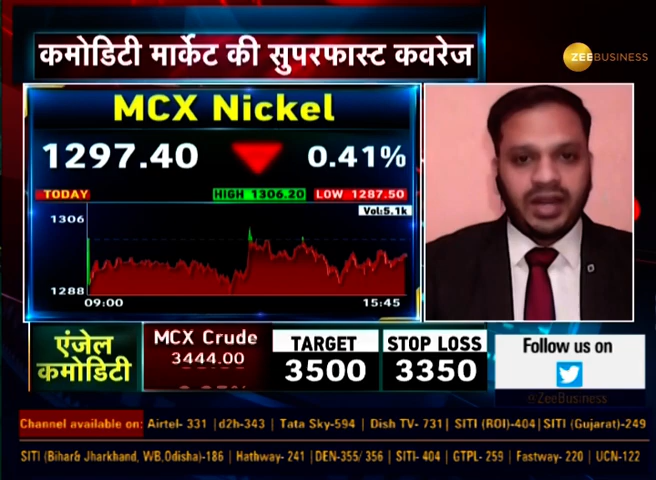 कमोडिटी मार्केट की सुपरफास्ट कवरेज
ZEEBUSINESS
MCX Nickel
1297.40 0.41%
TODAY HIGH 1306.20 LOW 1287.50
Vol:5.1k
1306
1288
09:00 15:45
एंजेल
कमोडिटी
MCX Crude
3444.00
TARGET
3500
STOP LOSS
3350
Follow us on
@ZeeBusiness
Channel available on: Airtel- 331 | d2h-343 | Tata Sky-594 | Dish TV- 731| SITI (ROI)-404| SITI (Gujarat)-249
SITI (Bihar& Jharkhand, WB,Odisha)-186 | Hathway- 241 |DEN-355/ 356 | SITI- 404 | GTPL- 259 | Fastway- 220 | UCN-122